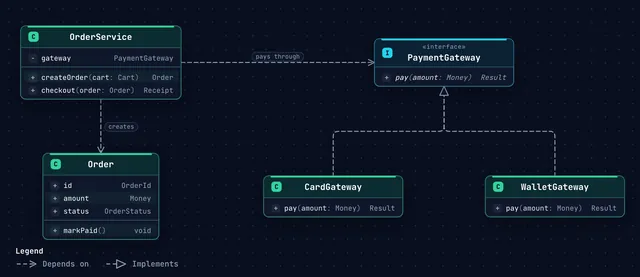 C OrderService
- gateway PaymentGateway
+ createOrder(cart: Cart) Order
+ checkout(order: Order) Receipt
pays through
«interface»
I PaymentGateway
+ pay(amount: Money) Result
creates
C Order
+ id OrderId
+ amount Money
+ status OrderStatus
+ markPaid() void
C CardGateway
+ pay(amount: Money) Result
C WalletGateway
+ pay(amount: Money) Result
Legend
Depends on
Implements